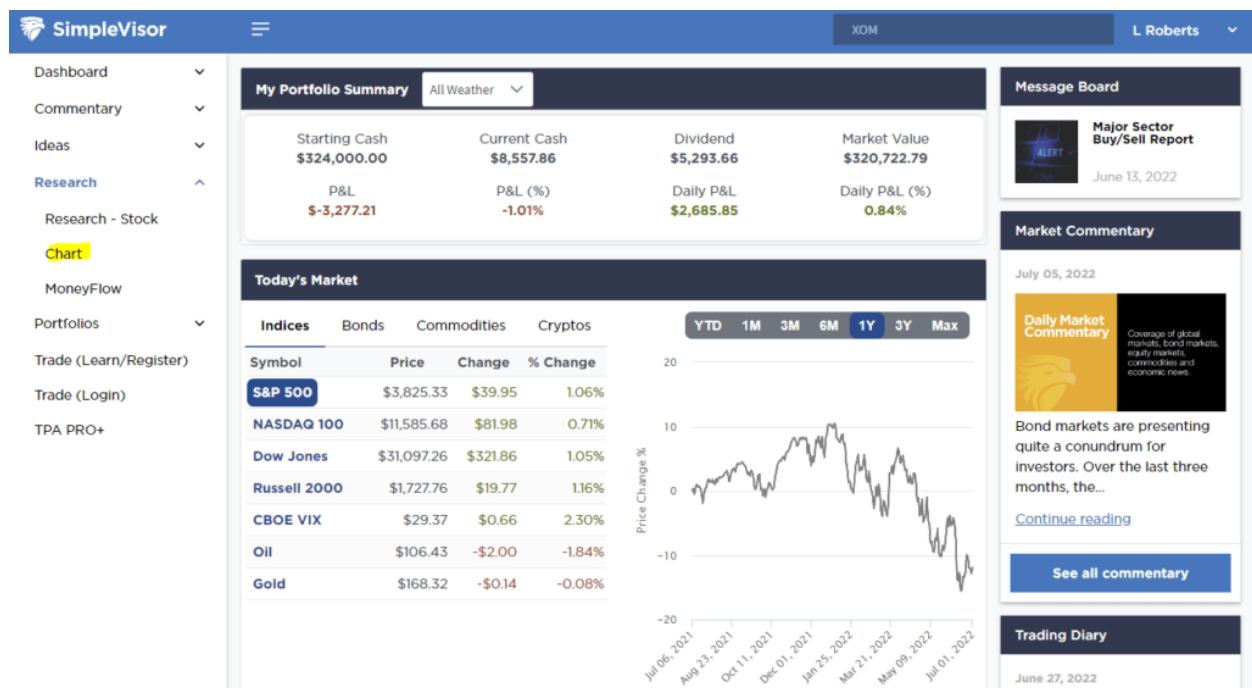 SimpleVisor
XOM
L Roberts
Dashboard
Commentary
Ideas
Research
Research - Stock
Chart
MoneyFlow
Portfolios
Trade (Learn/Register)
Trade (Login)
TPA PRO+
My Portfolio Summary All Weather
Starting Cash Current Cash Dividend Market Value
$324,000.00 $8,557.86 $5,293.66 $320,722.79
P&L P&L (%) Daily P&L Daily P&L (%)
$-3,277.21 -1.01% $2,685.85 0.84%
Today's Market
Indices Bonds Commodities Cryptos
Symbol Price Change % Change
S&P 500 $3,825.33 $39.95 1.06%
NASDAQ 100 $11,585.68 $81.98 0.71%
Dow Jones $31,097.26 $321.86 1.05%
Russell 2000 $1,727.76 $19.77 1.16%
CBOE VIX $29.37 $0.66 2.30%
Oil $106.43 -$2.00 -1.84%
Gold $168.32 -$0.14 -0.08%
YTD 1M 3M 6M 1Y 3Y Max
Price Change %
20
10
0
-10
-20
Jul 06, 2021 Aug 23, 2021 Oct 11, 2021 Dec 01, 2021 Jan 25, 2022 Mar 21, 2022 May 09, 2022 Jul 01, 2022
Message Board
ALERT
Major Sector
Buy/Sell Report
June 13, 2022
Market Commentary
July 05, 2022
Daily Market
Commentary
Coverage of global
markets, bond markets,
equity markets,
commodities and
economic news.
Bond markets are presenting
quite a conundrum for
investors. Over the last three
months, the...
Continue reading
See all commentary
Trading Diary
June 27, 2022